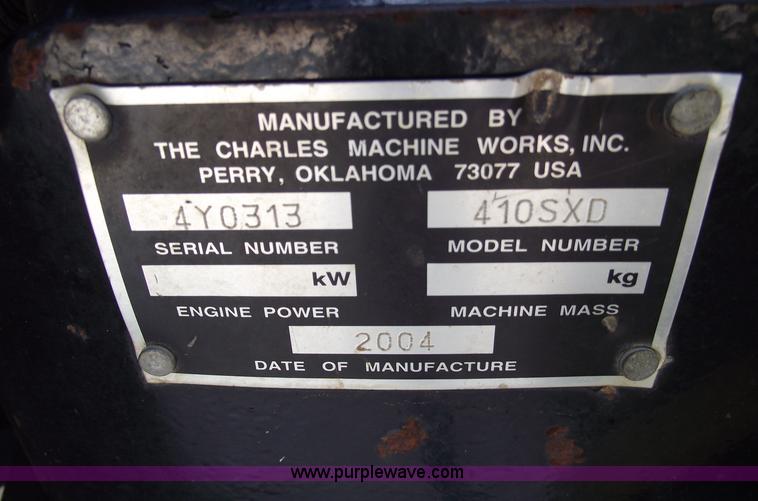 MANUFACTURED BY
THE CHARLES MACHINE WORKS, INC.
PERRY, OKLAHOMA 73077 USA
4Y0313 410SXD
SERIAL NUMBER MODEL NUMBER
kW kg
ENGINE POWER MACHINE MASS
2004
DATE OF MANUFACTURE
www.purplewave.com